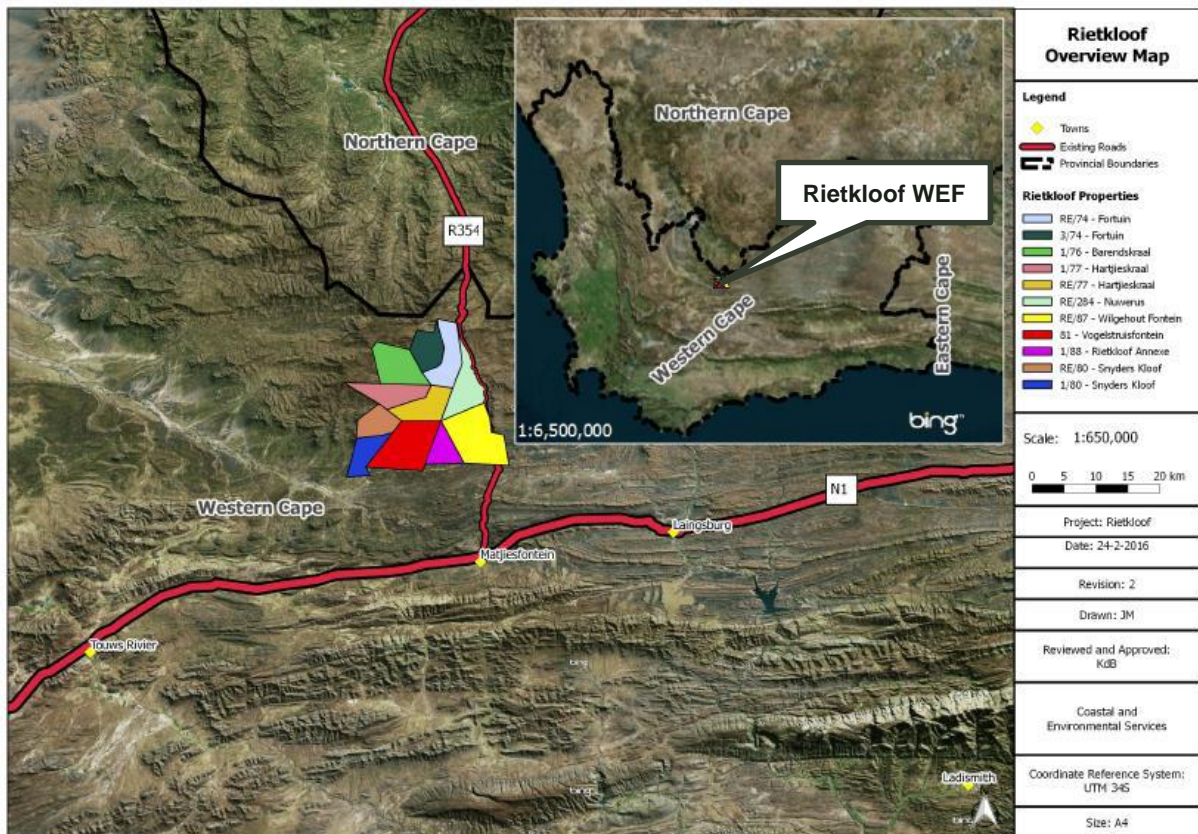 Northern Cape
R354
Western Cape
N1
Laingsburg
Matjiesfontein
Touws Rivier
Ladismith
bing
bing
bing
Northern Cape
Rietkloof WEF
Western Cape
Eastern Cape
1:6,500,000
bing™
Rietkloof
Overview Map
Legend
Towns
Existing Roads
Provincial Boundaries
Rietkloof Properties
RE/74 - Fortuin
3/74 - Fortuin
1/76 - Barendskraal
1/77 - Hartjieskraal
RE/77 - Hartjieskraal
RE/284 - Nuwerus
RE/87 - Wilgehout Fontein
81 - Vogelstruisfontein
1/88 - Rietkloof Annexe
RE/80 - Snyders Kloof
1/80 - Snyders Kloof
Scale: 1:650,000
0 5 10 15 20 km
Project: Rietkloof
Date: 24-2-2016
Revision: 2
Drawn: JM
Reviewed and Approved:
KdB
Coastal and
Environmental Services
Coordinate Reference System:
UTM 34S
Size: A4